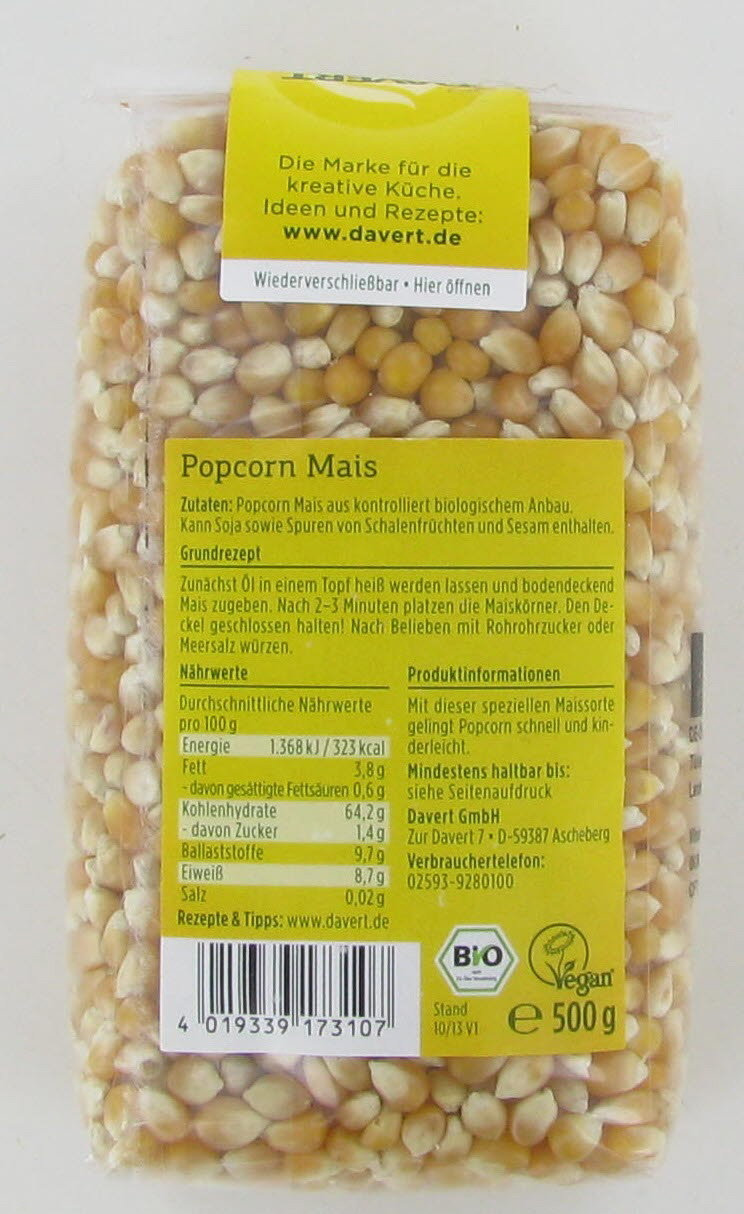 DAVERT
Die Marke für die
kreative Küche.
Ideen und Rezepte:
www.davert.de
Wiederverschließbar • Hier öffnen
Popcorn Mais
Zutaten: Popcorn Mais aus kontrolliert biologischem Anbau.
Kann Soja sowie Spuren von Schalenfrüchten und Sesam enthalten.
Grundrezept
Zunächst Öl in einem Topf heiß werden lassen und bodendeckend
Mais zugeben. Nach 2-3 Minuten platzen die Maiskörner. Den De-
ckel geschlossen halten! Nach Belieben mit Rohrohrzucker oder
Meersalz würzen.
Nährwerte
Durchschnittliche Nährwerte
pro 100 g
Energie 1.368 kJ / 323 kcal
Fett 3,8 g
- davon gesättigte Fettsäuren 0,6 g
Kohlenhydrate 64,2 g
- davon Zucker 1,4 g
Ballaststoffe 9,7 g
Eiweiß 8,7 g
Salz 0,02 g
Rezepte & Tipps: www.davert.de
Produktinformationen
Mit dieser speziellen Maissorte
gelingt Popcorn schnell und kin-
derleicht.
Mindestens haltbar bis:
siehe Seitenaufdruck
Davert GmbH
Zur Davert 7 • D-59387 Ascheberg
Verbrauchertelefon:
02593-9280100
4 019339 173107
Bio
Vegan
Stand
10/13 V1
e 500 g